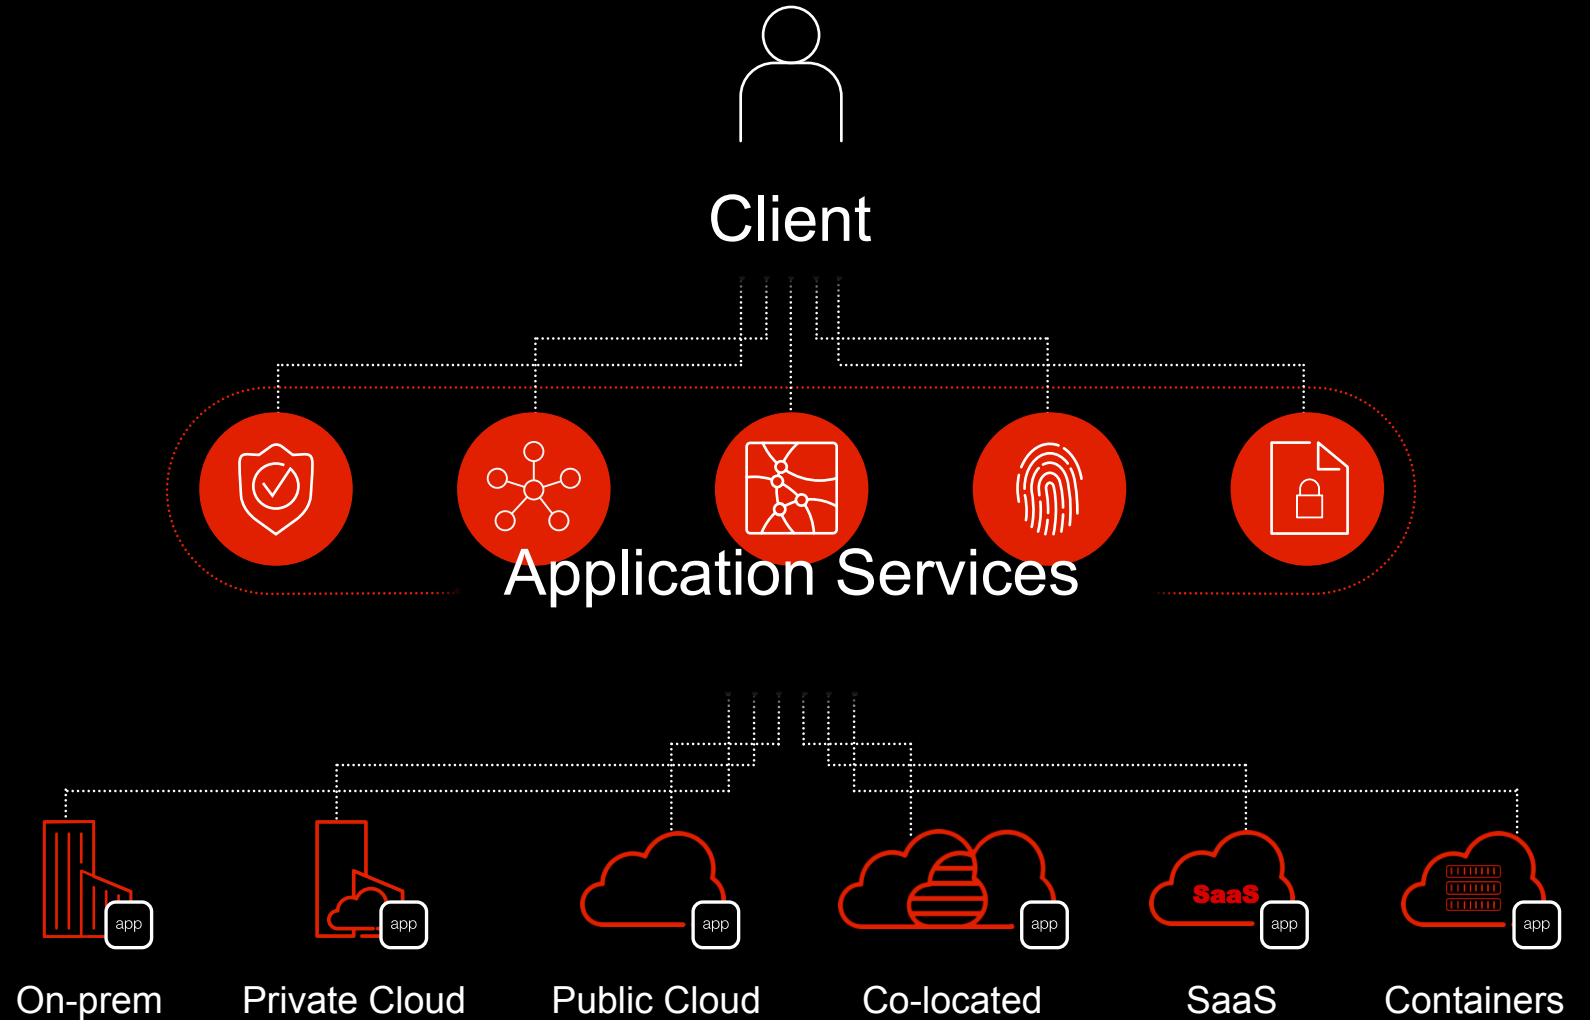 Client
Application Services
SaaS
app
app
app
app
app
app
On-prem
Private Cloud
Public Cloud
Co-located
SaaS
Containers